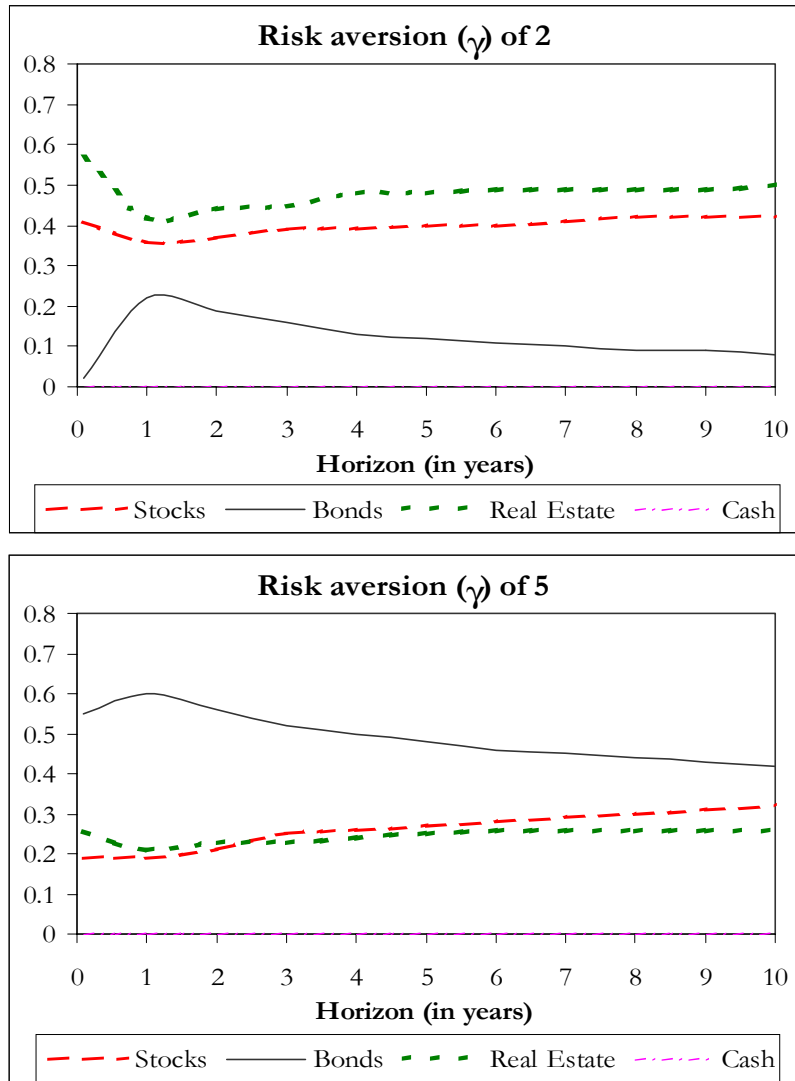 Risk aversion (γ) of 2
0.8
0.7
0.6
0.5
0.4
0.3
0.2
0.1
0
0 1 2 3 4 5 6 7 8 9 10
Horizon (in years)
Stocks Bonds Real Estate Cash
Risk aversion (γ) of 5
0.8
0.7
0.6
0.5
0.4
0.3
0.2
0.1
0
0 1 2 3 4 5 6 7 8 9 10
Horizon (in years)
Stocks Bonds Real Estate Cash